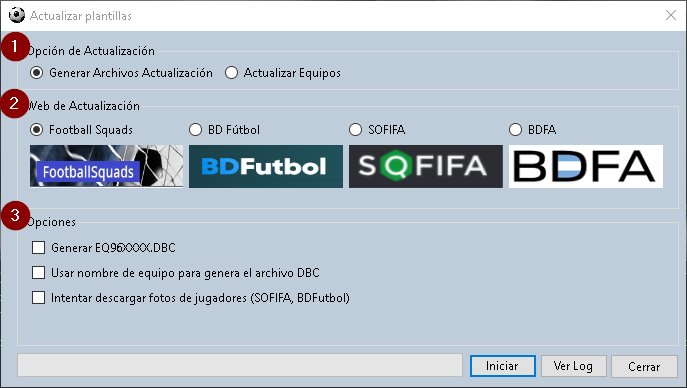 Actualizar plantillas
1
Opción de Actualización
Generar Archivos Actualización Actualizar Equipos
2
Web de Actualización
Football Squads BD Fútbol SOFIFA BDFA
FootballSquads BDFutbol SOFIFA BDFA
3
Opciones
Generar EQ96XXXX.DBC
Usar nombre de equipo para genera el archivo DBC
Intentar descargar fotos de jugadores (SOFIFA, BDFutbol)
Iniciar Ver Log Cerrar